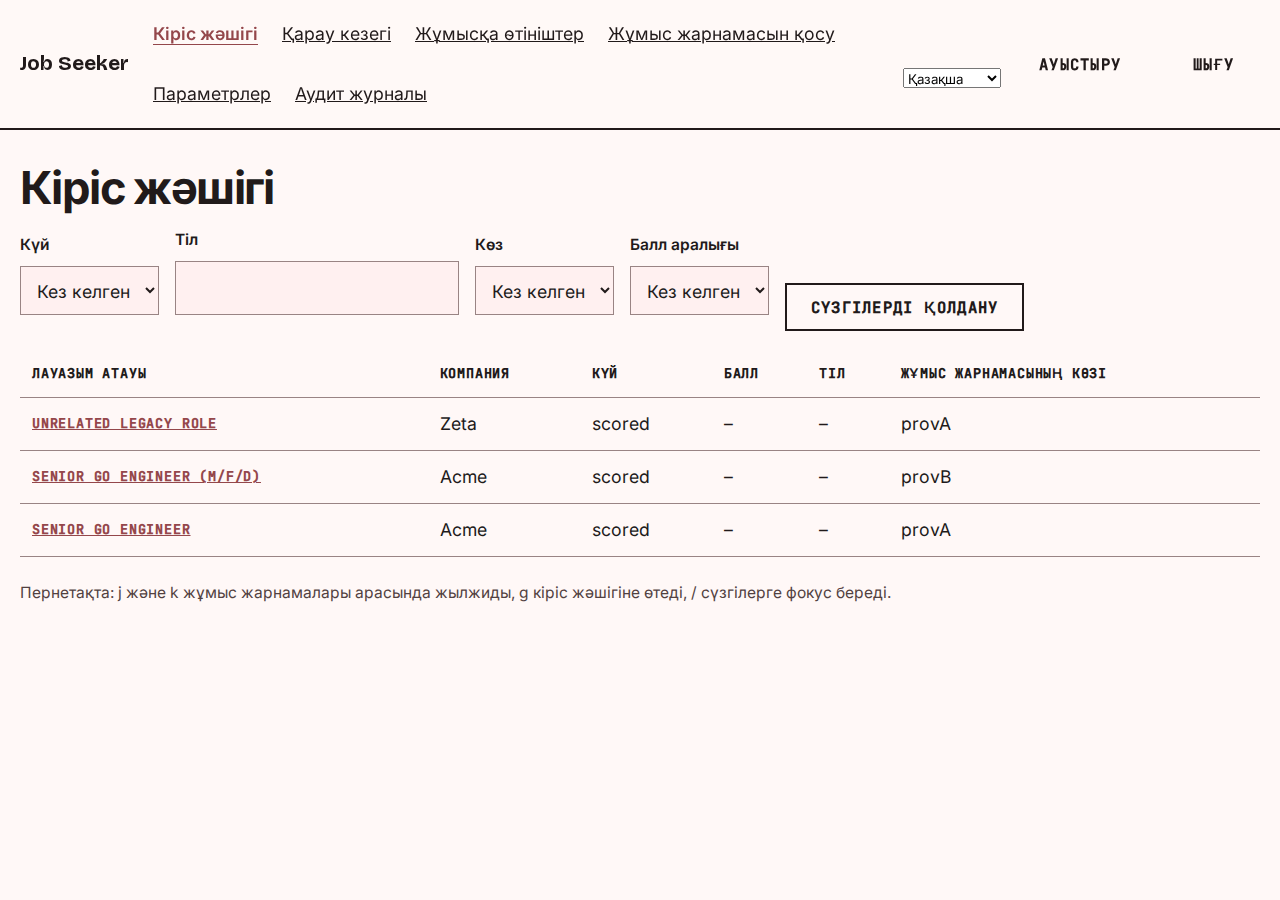 Job Seeker
Кіріс жәшігі Қарау кезегі Жұмысқа өтініштер Жұмыс жарнамасын қосу
Параметрлер Аудит журналы
Қазақша
АУЫСТЫРУ
ШЫҒУ
Кіріс жәшігі
Күй Тіл Көз Балл аралығы
Кез келген Кез келген Кез келген СҮЗГІЛЕРДІ ҚОЛДАНУ
ЛАУАЗЫМ АТАУЫ КОМПАНИЯ КҮЙ БАЛЛ ТІЛ ЖҰМЫС ЖАРНАМАСЫНЫҢ КӨЗІ
UNRELATED LEGACY ROLE Zeta scored – – provA
SENIOR GO ENGINEER (M/F/D) Acme scored – – provB
SENIOR GO ENGINEER Acme scored – – provA
Пернетақта: j және k жұмыс жарнамалары арасында жылжиды, g кіріс жәшігіне өтеді, / сүзгілерге фокус береді.